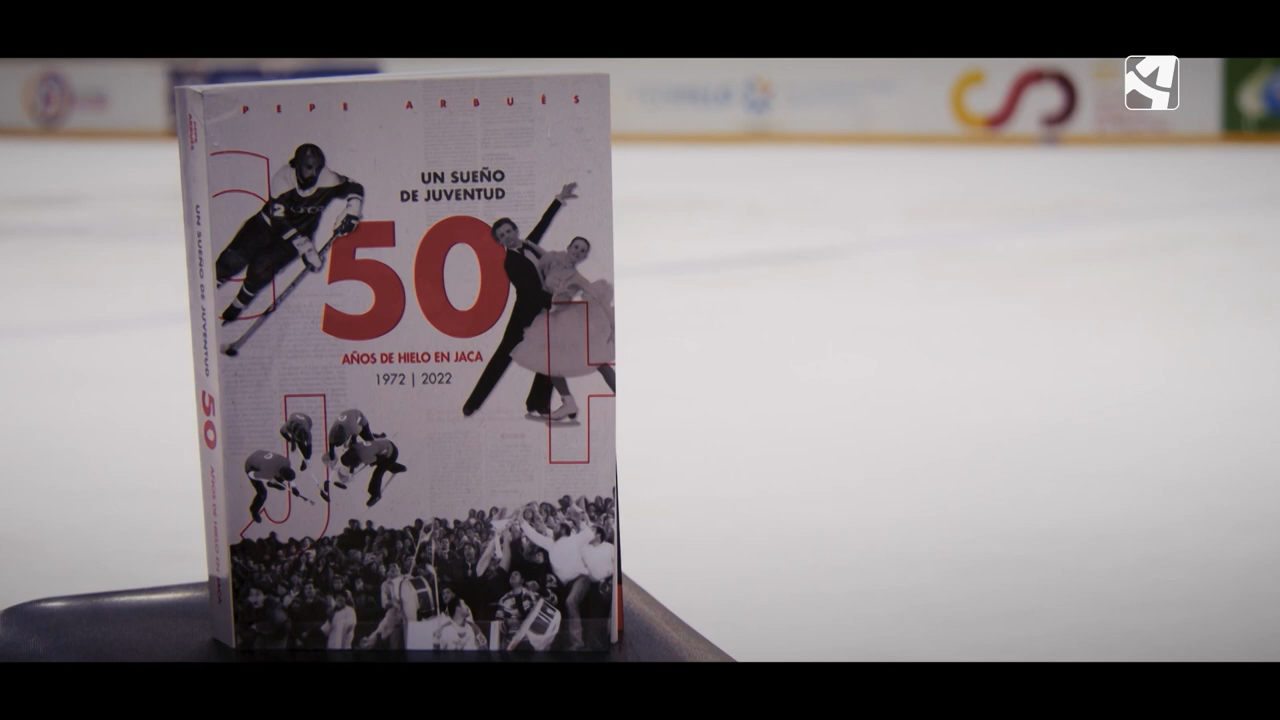 PEPE ARBUÉS
UN SUEÑO
DE JUVENTUD
50
AÑOS DE HIELO EN JACA
1972 | 2022
UN SUEÑO DE JUVENTUD 50 AÑOS DE HIELO EN JACA